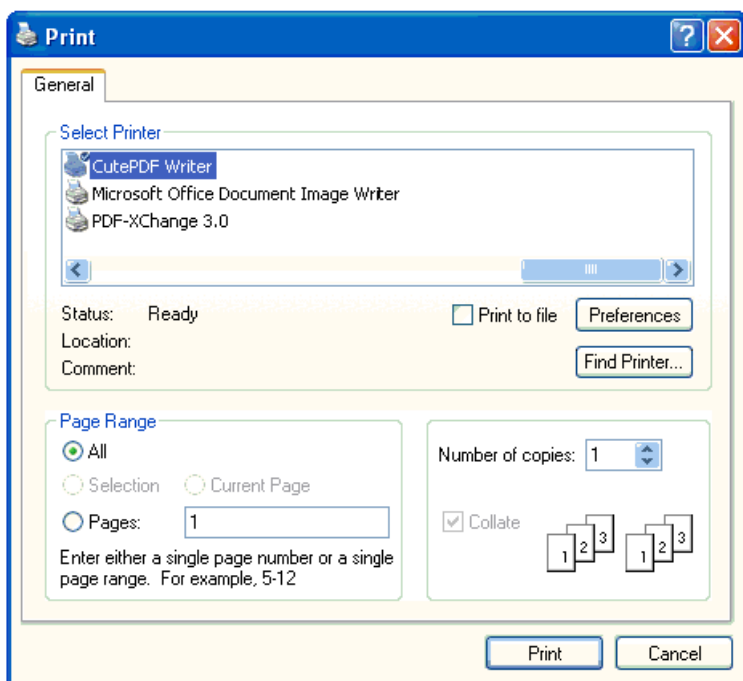 Print
General
Select Printer
CutePDF Writer
Microsoft Office Document Image Writer
PDF-XChange 3.0
Status: Ready
Print to file
Preferences
Location:
Comment:
Find Printer...
Page Range
All
Selection
Current Page
Pages: 1
Enter either a single page number or a single
page range. For example, 5-12
Number of copies: 1
Collate
1 2 3 1 2 3
Print
Cancel